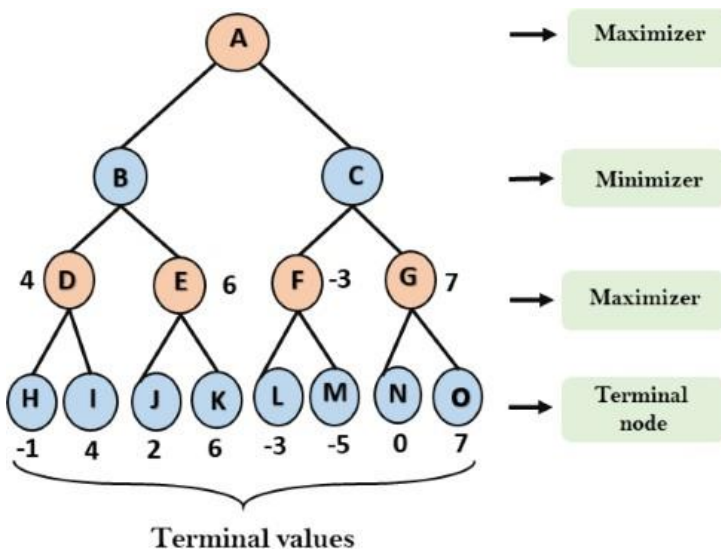 A
Maximizer
B
C
Minimizer
4 D
E 6
F -3
G 7
Maximizer
H
I
J
K
L
M
N
O
Terminal
node
-1
4
2
6
-3
-5
0
7
Terminal values